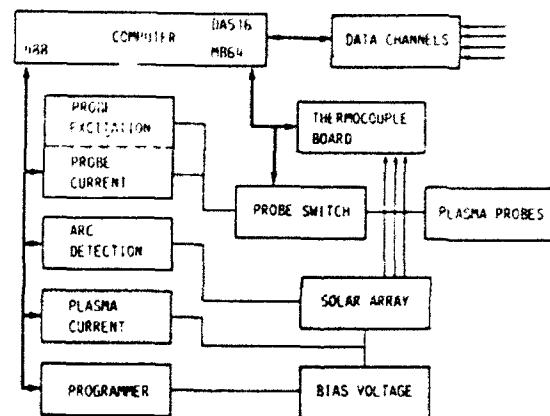 DAS16
COMPUTER
488 MB64
DATA CHANNELS
PROBE
EXCITATION
THERMOCOUPLE
BOARD
PROBE
CURRENT
PROBE SWITCH
PLASMA PROBES
ARC
DETECTION
SOLAR ARRAY
PLASMA
CURRENT
PROGRAMMER
BIAS VOLTAGE